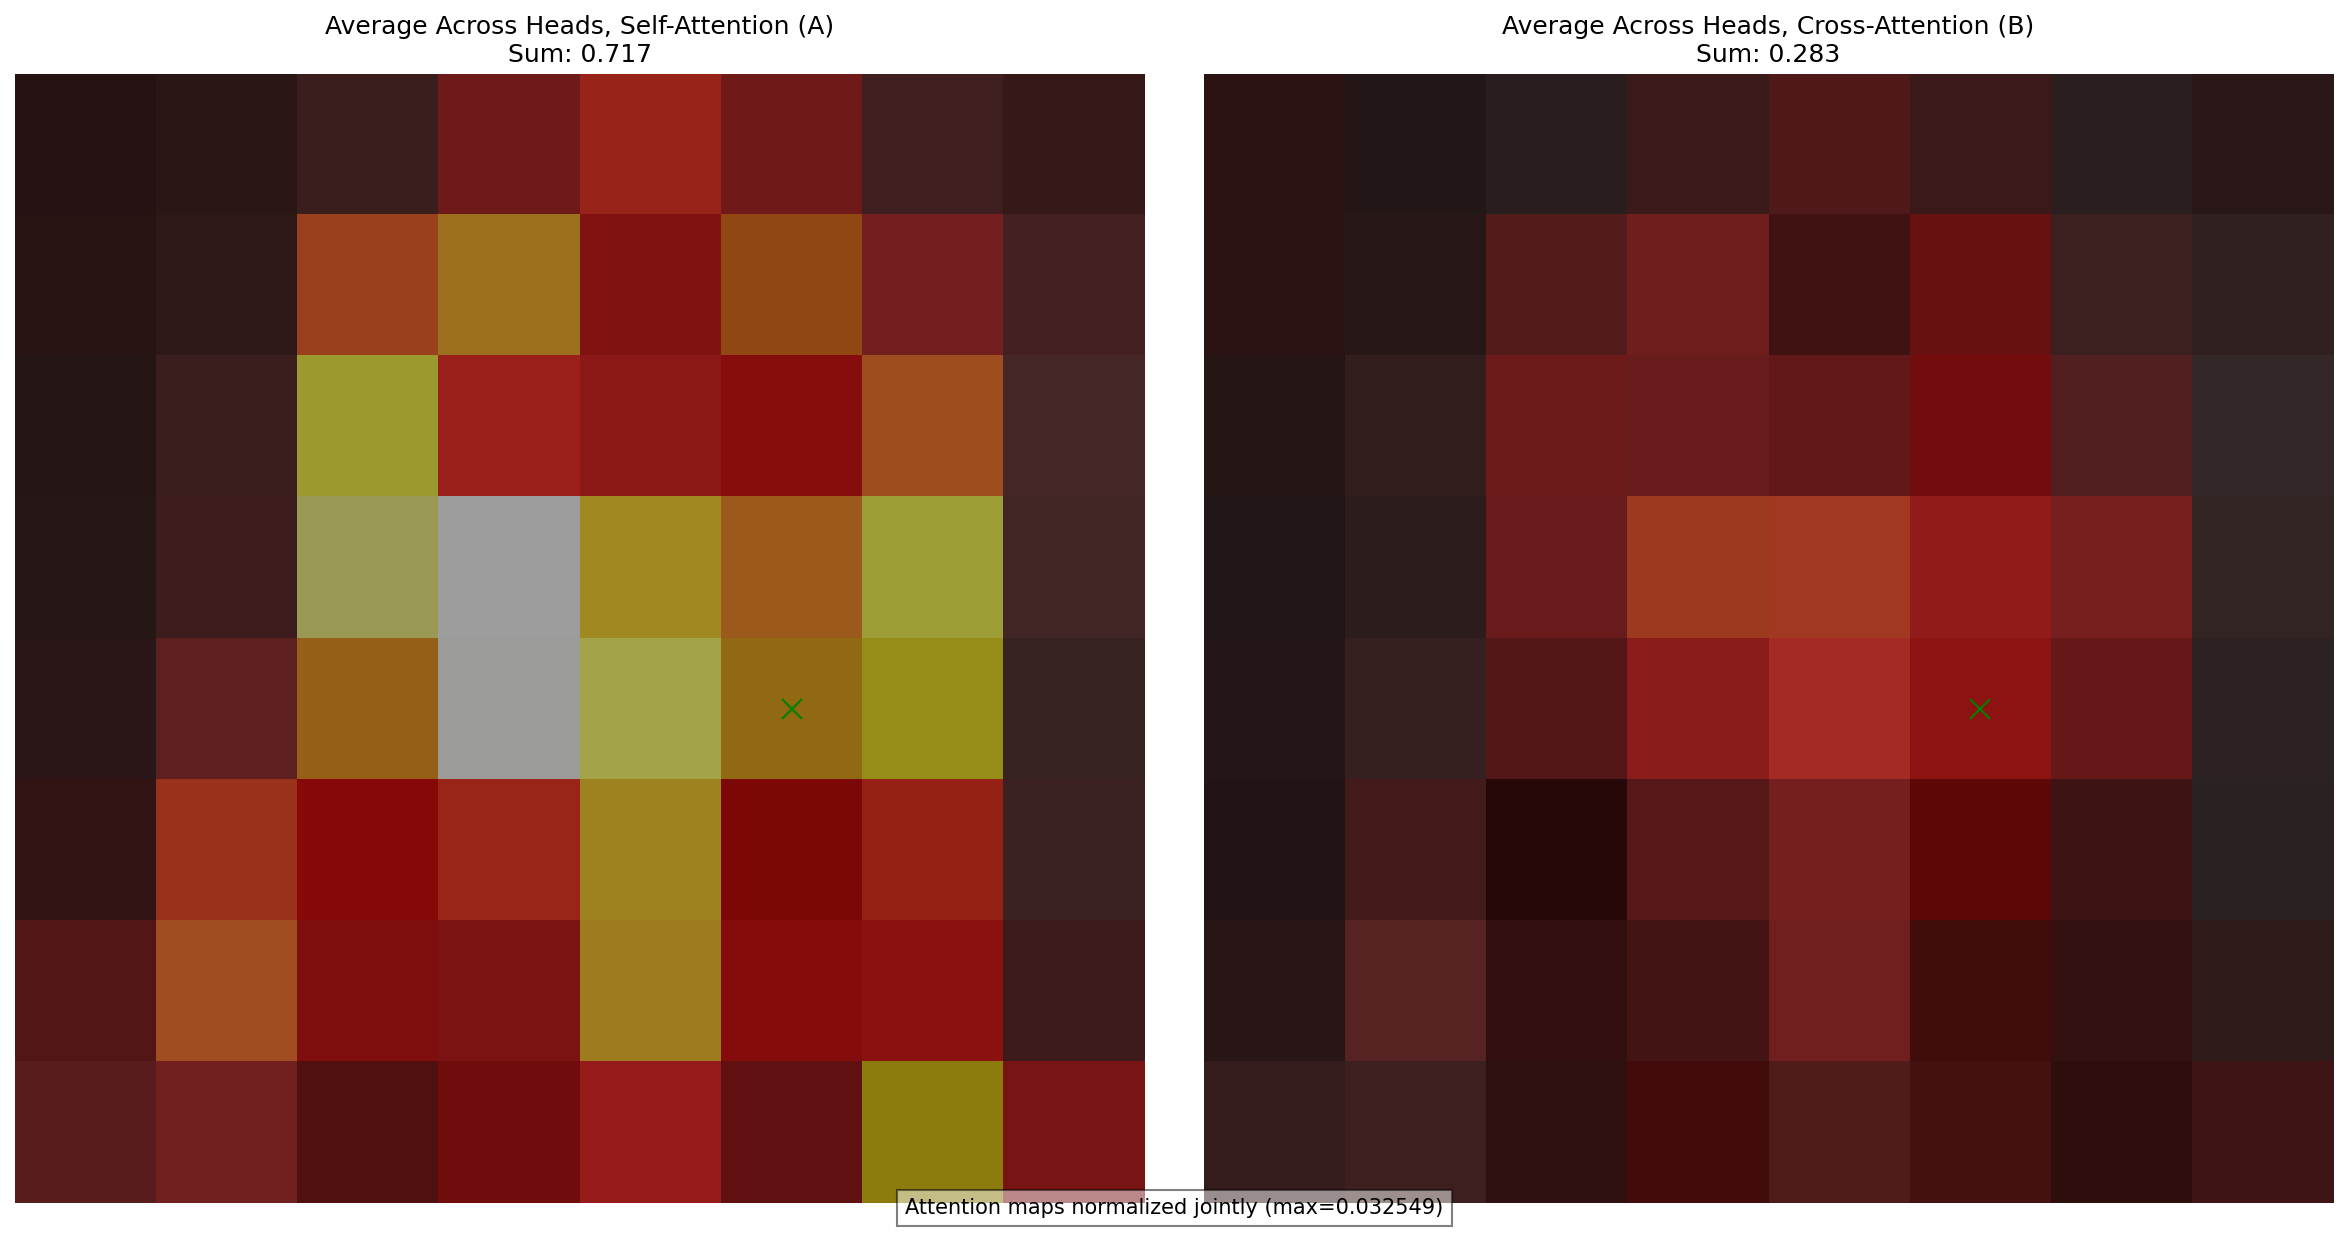 Average Across Heads, Self-Attention (A)
Sum: 0.717
Average Across Heads, Cross-Attention (B)
Sum: 0.283
Attention maps normalized jointly (max=0.032549)